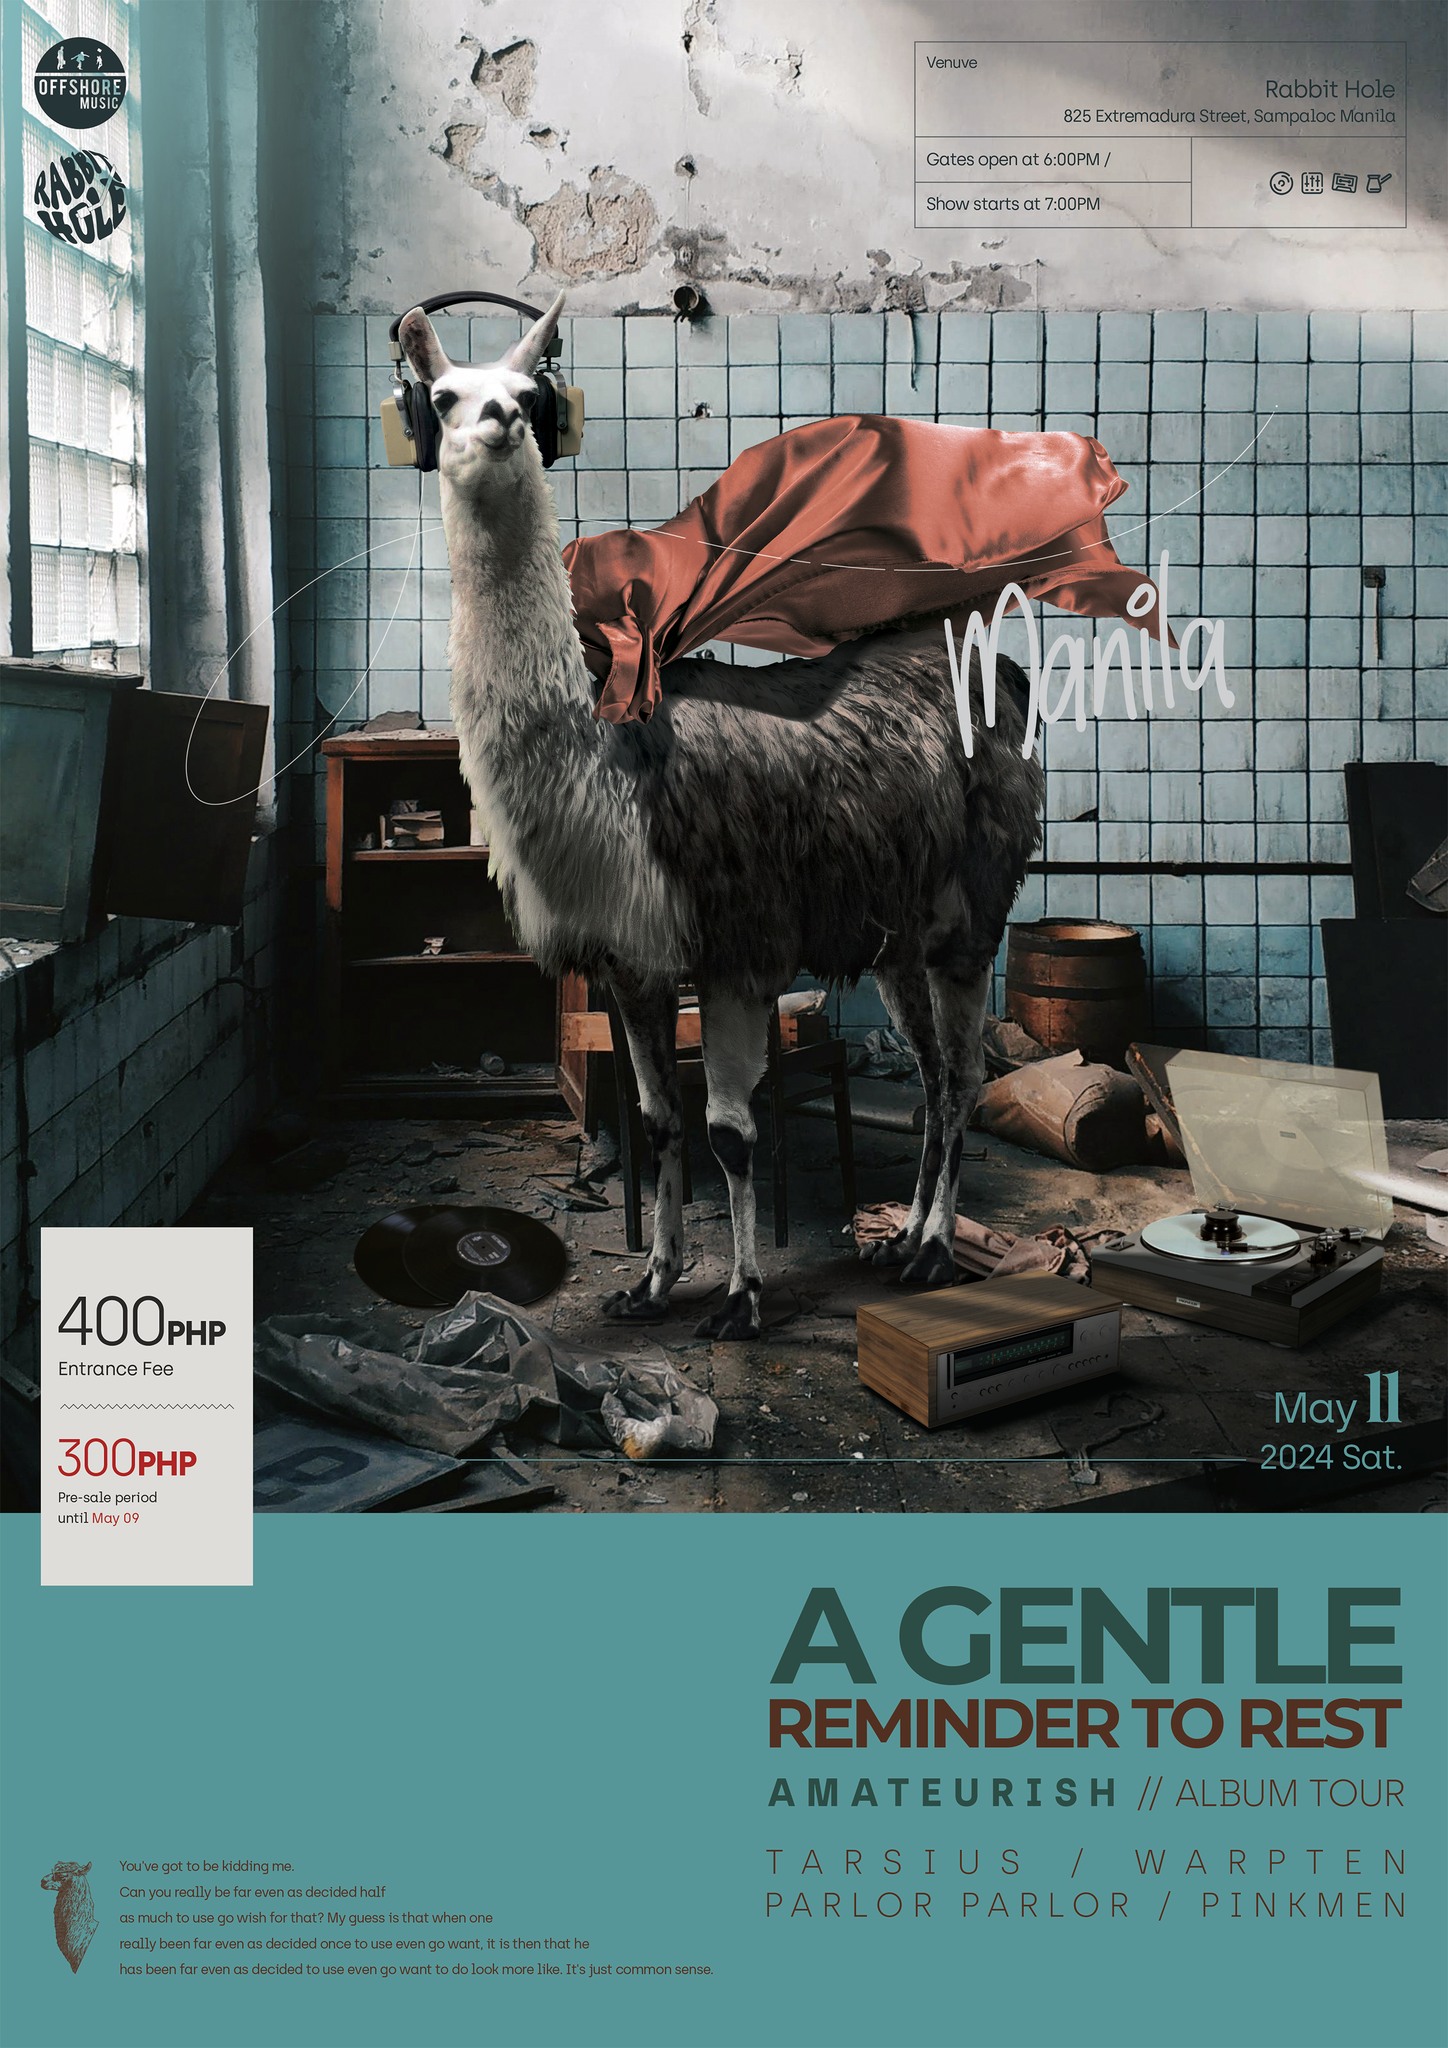 OFFSHORE
MUSIC
RABBIT
HOLE
Venuve
Rabbit Hole
825 Extremadura Street, Sampaloc Manila
Gates open at 6:00PM /
Show starts at 7:00PM
Manila
400PHP
Entrance Fee
300PHP
Pre-sale period
until May 09
May 11
2024 Sat.
A GENTLE
REMINDER TO REST
AMATEURISH // ALBUM TOUR
TARSIUS / WARPTEN
PARLOR PARLOR / PINKMEN
You've got to be kidding me.
Can you really be far even as decided half
as much to use go wish for that? My guess is that when one
really been far even as decided once to use even go want, it is then that he
has been far even as decided to use even go want to do look more like. It's just common sense.